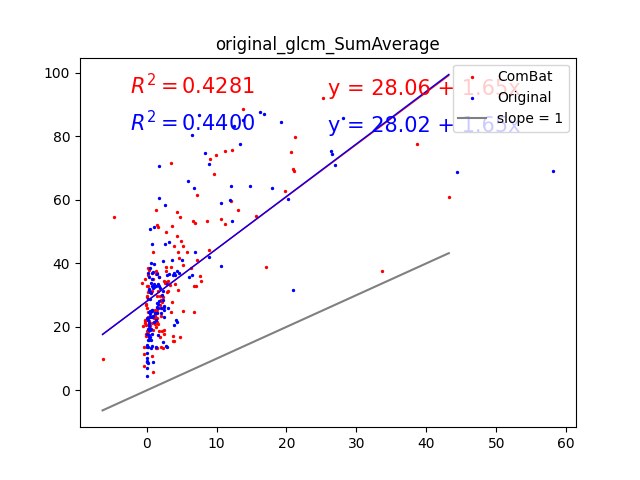 original_glcm_SumAverage
R² = 0.4281
y = 28.06 + 1.65x
R² = 0.4400
y = 28.02 + 1.65x
ComBat
Original
slope = 1
100
80
60
40
20
0
0 10 20 30 40 50 60